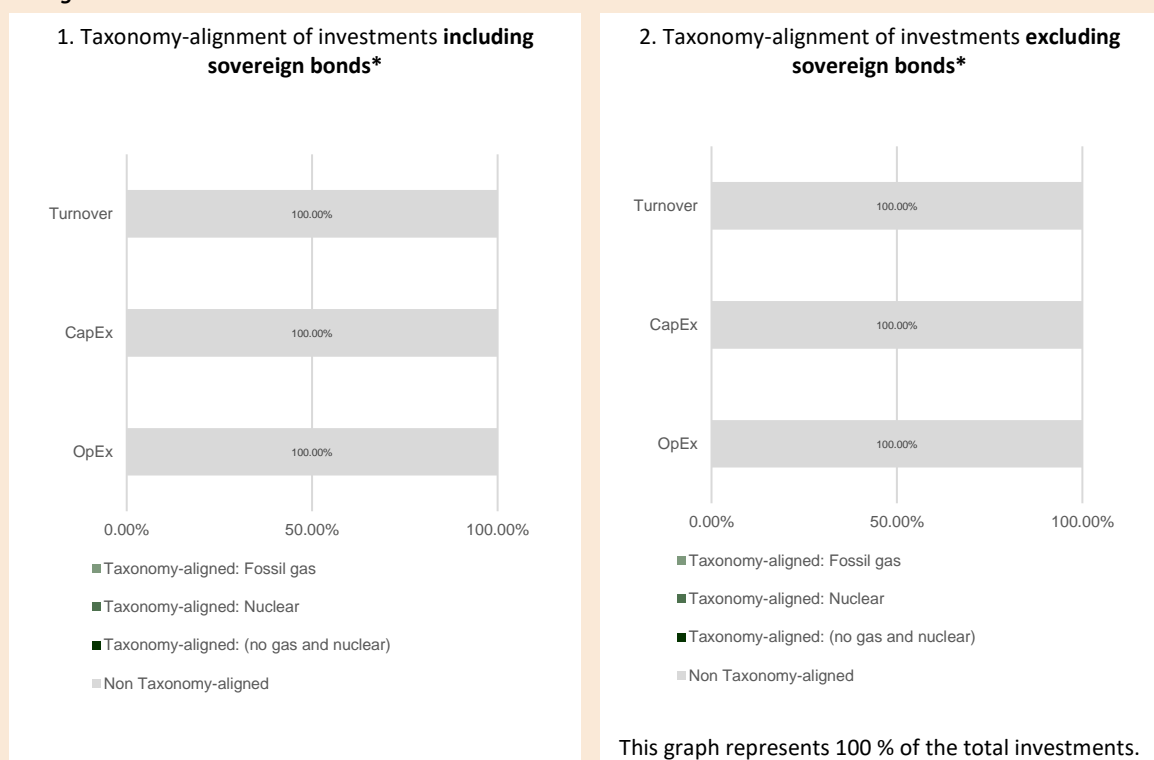 1. Taxonomy-alignment of investments including
sovereign bonds*
Turnover
100.00%
CapEx
100.00%
OpEx
100.00%
0.00%
50.00%
100.00%
Taxonomy-aligned: Fossil gas
Taxonomy-aligned: Nuclear
Taxonomy-aligned: (no gas and nuclear)
Non Taxonomy-aligned
2. Taxonomy-alignment of investments excluding
sovereign bonds*
Turnover
100.00%
CapEx
100.00%
OpEx
100.00%
0.00%
50.00%
100.00%
Taxonomy-aligned: Fossil gas
Taxonomy-aligned: Nuclear
Taxonomy-aligned: (no gas and nuclear)
Non Taxonomy-aligned
This graph represents 100 % of the total investments.